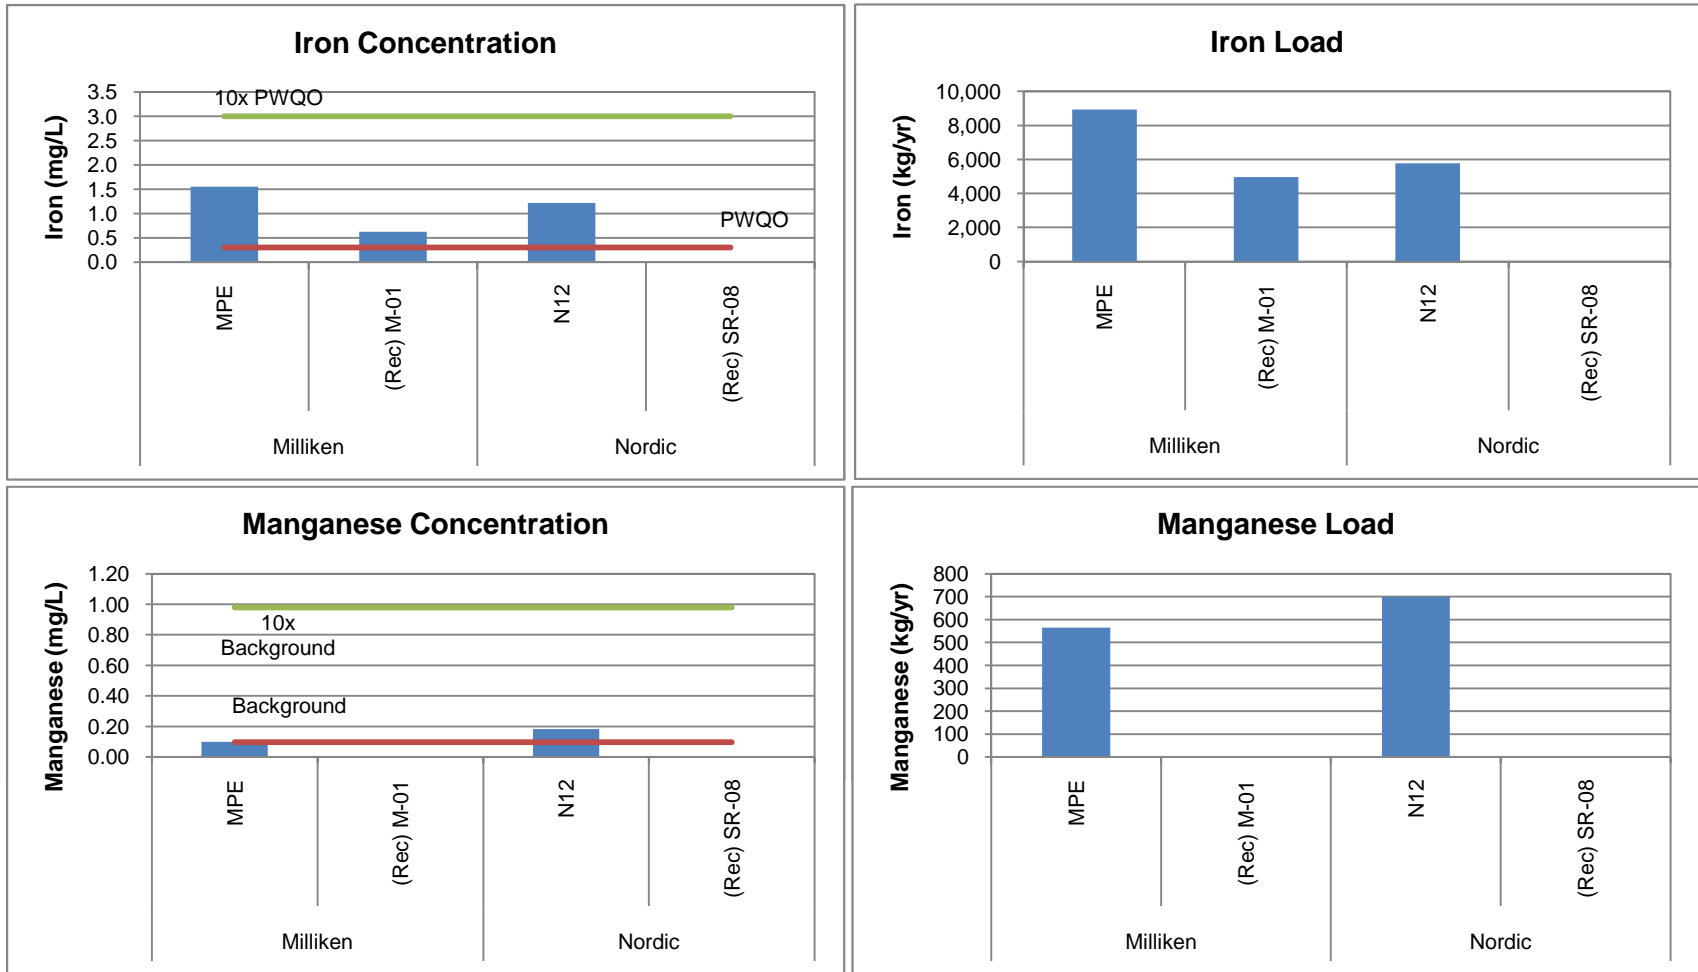 Iron Concentration
Iron (mg/L)
3.5
3.0
2.5
2.0
1.5
1.0
0.5
0.0
10x PWQO
PWQO
MPE
(Rec) M-01
N12
(Rec) SR-08
Milliken
Nordic
Iron Load
Iron (kg/yr)
10,000
8,000
6,000
4,000
2,000
0
MPE
(Rec) M-01
N12
(Rec) SR-08
Milliken
Nordic
Manganese Concentration
Manganese (mg/L)
1.20
1.00
0.80
0.60
0.40
0.20
0.00
10x
Background
Background
MPE
(Rec) M-01
N12
(Rec) SR-08
Milliken
Nordic
Manganese Load
Manganese (kg/yr)
800
700
600
500
400
300
200
100
0
MPE
(Rec) M-01
N12
(Rec) SR-08
Milliken
Nordic